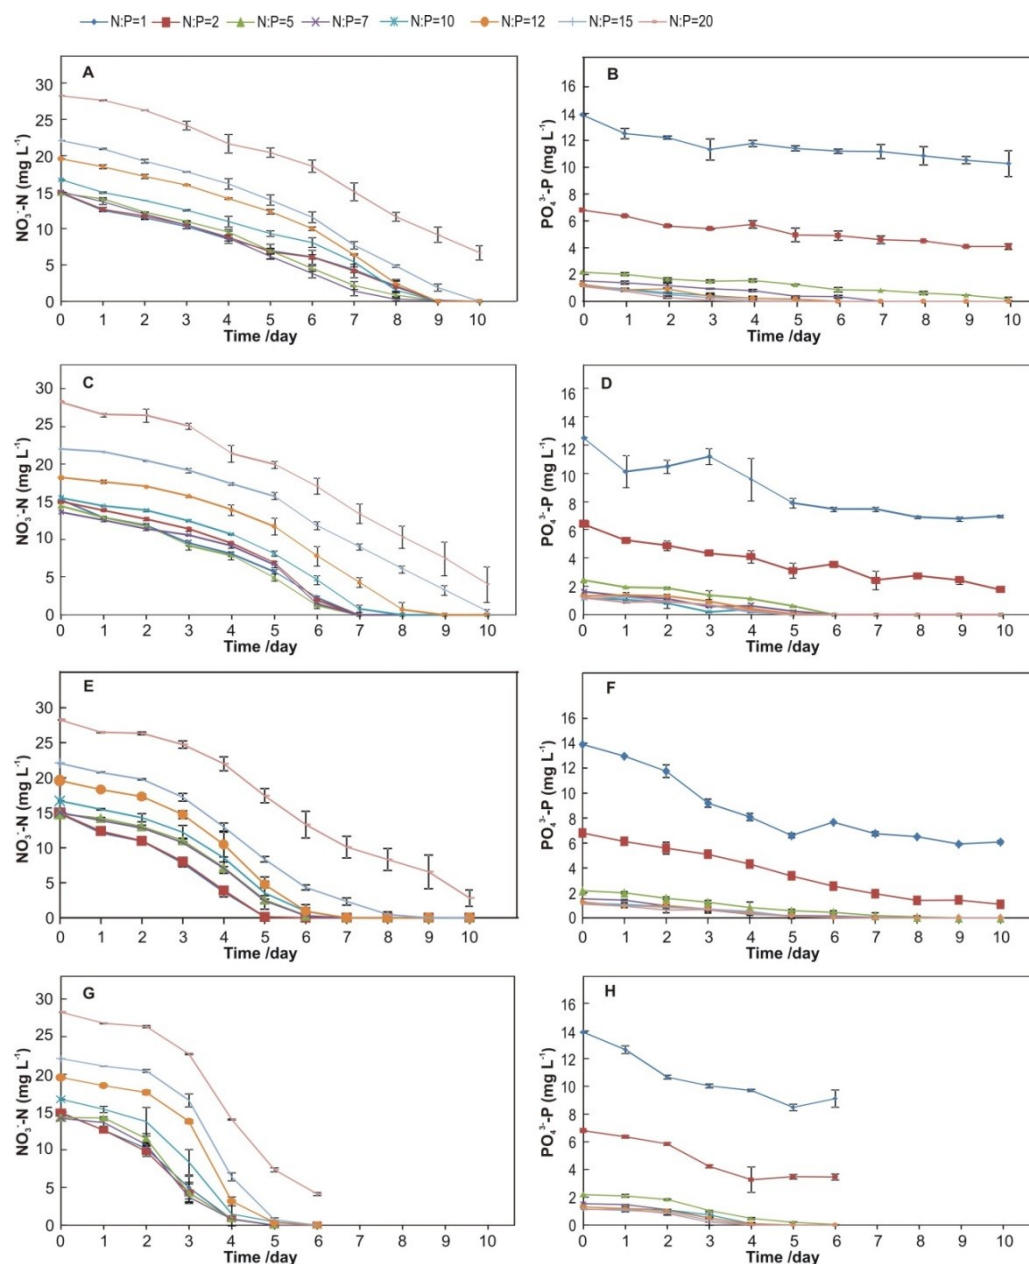 N:P=1 N:P=2 N:P=5 N:P=7 N:P=10 N:P=12 N:P=15 N:P=20
A
NO₃⁻-N (mg L⁻¹)
30
25
20
15
10
5
0
0 1 2 3 4 5 6 7 8 9 10
Time /day
B
PO₄³⁻-P (mg L⁻¹)
16
14
12
10
8
6
4
2
0
0 1 2 3 4 5 6 7 8 9 10
Time /day
C
NO₃⁻-N (mg L⁻¹)
30
25
20
15
10
5
0
0 1 2 3 4 5 6 7 8 9 10
Time /day
D
PO₄³⁻-P (mg L⁻¹)
16
14
12
10
8
6
4
2
0
0 1 2 3 4 5 6 7 8 9 10
Time /day
E
NO₃⁻-N (mg L⁻¹)
30
25
20
15
10
5
0
0 1 2 3 4 5 6 7 8 9 10
Time /day
F
PO₄³⁻-P (mg L⁻¹)
16
14
12
10
8
6
4
2
0
0 1 2 3 4 5 6 7 8 9 10
Time /day
G
NO₃⁻-N (mg L⁻¹)
30
25
20
15
10
5
0
0 1 2 3 4 5 6 7 8 9 10
Time /day
H
PO₄³⁻-P (mg L⁻¹)
16
14
12
10
8
6
4
2
0
0 1 2 3 4 5 6 7 8 9 10
Time /day